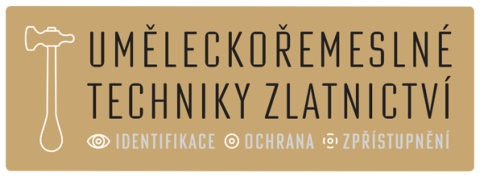 UMĚLECKOŘEMESLNÉ
TECHNIKY ZLATNICTVÍ
IDENTIFIKACE OCHRANA ZPŘÍSTUPNĚNÍ